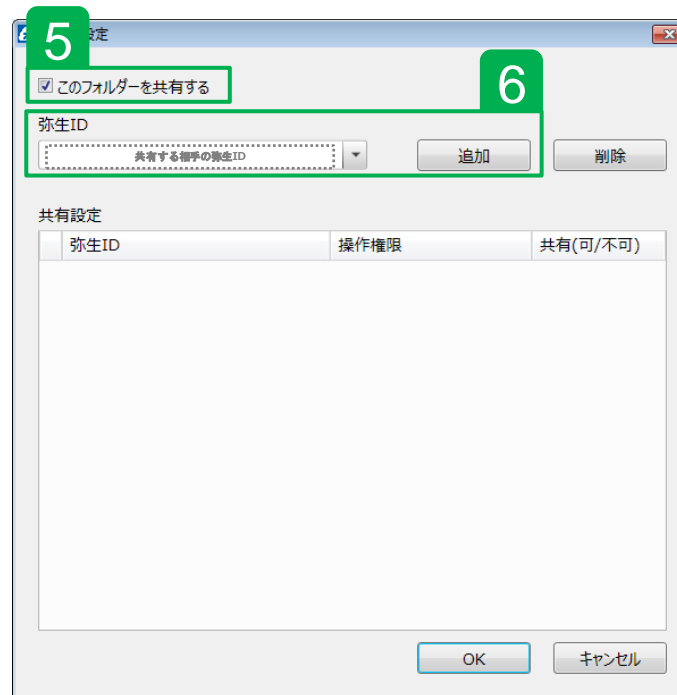 5
定
このフォルダーを共有する
6
弥生ID
共有する相手の弥生ID
追加
削除
共有設定
弥生ID 操作権限 共有(可/不可)
OK キャンセル